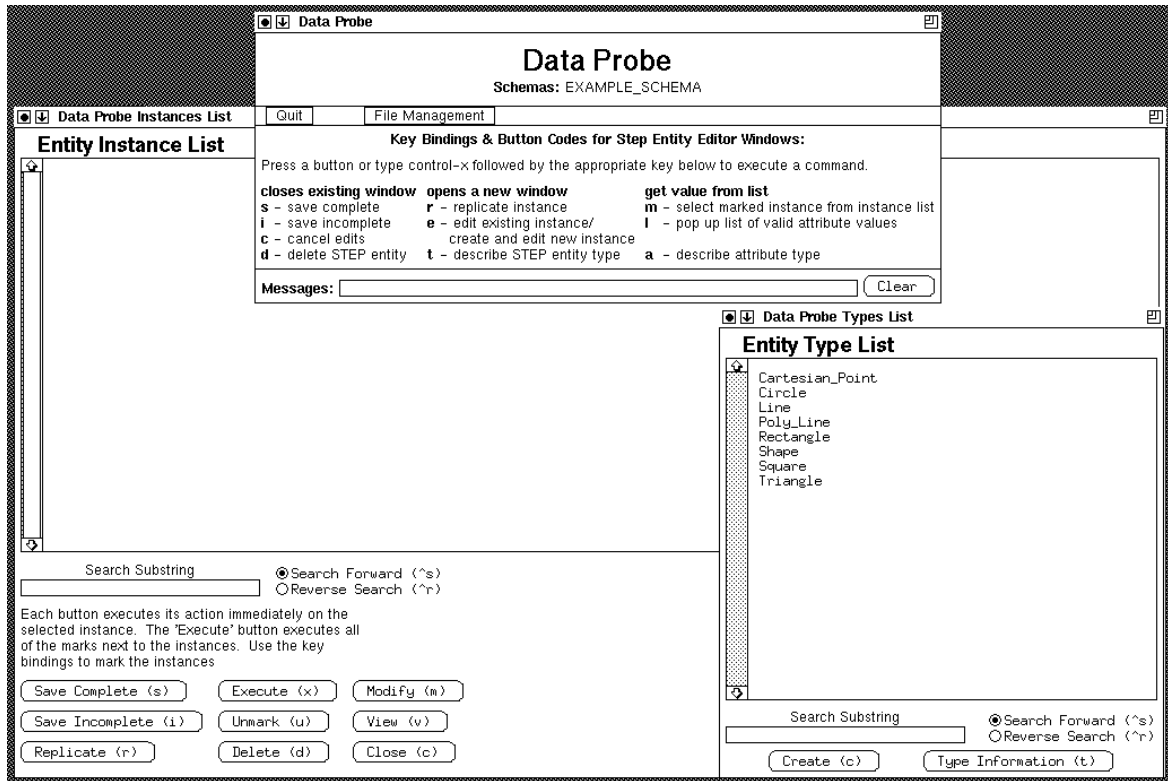 Data Probe
Data Probe
Schemas: EXAMPLE_SCHEMA
Quit File Management
Key Bindings & Button Codes for Step Entity Editor Windows:
Press a button or type control-x followed by the appropriate key below to execute a command.
closes existing window opens a new window get value from list
s - save complete r - replicate instance m - select marked instance from instance list
i - save incomplete e - edit existing instance/ l - pop up list of valid attribute values
c - cancel edits create and edit new instance
d - delete STEP entity t - describe STEP entity type a - describe attribute type
Messages: Clear
Data Probe Instances List
Entity Instance List
Search Substring
Search Forward (^s)
Reverse Search (^r)
Each button executes its action immediately on the
selected instance. The 'Execute' button executes all
of the marks next to the instances. Use the key
bindings to mark the instances
Save Complete (s) Execute (x) Modify (m)
Save Incomplete (i) Unmark (u) View (v)
Replicate (r) Delete (d) Close (c)
Data Probe Types List
Entity Type List
Cartesian_Point
Circle
Line
Poly_Line
Rectangle
Shape
Square
Triangle
Search Substring
Search Forward (^s)
Reverse Search (^r)
Create (c) Type Information (t)